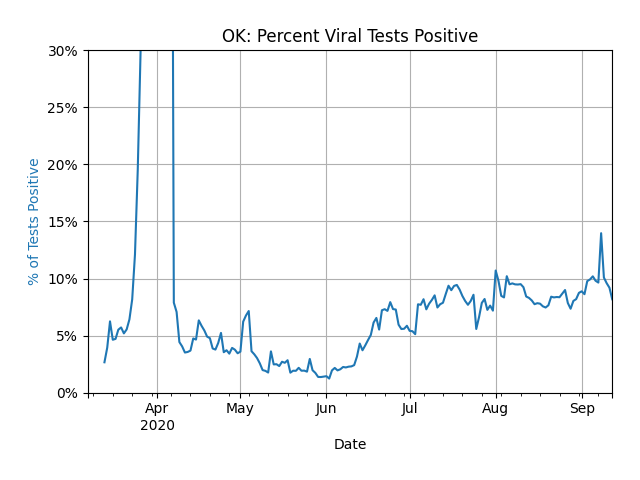 OK: Percent Viral Tests Positive
% of Tests Positive
30%
25%
20%
15%
10%
5%
0%
Apr
2020
May
Jun
Jul
Aug
Sep
Date